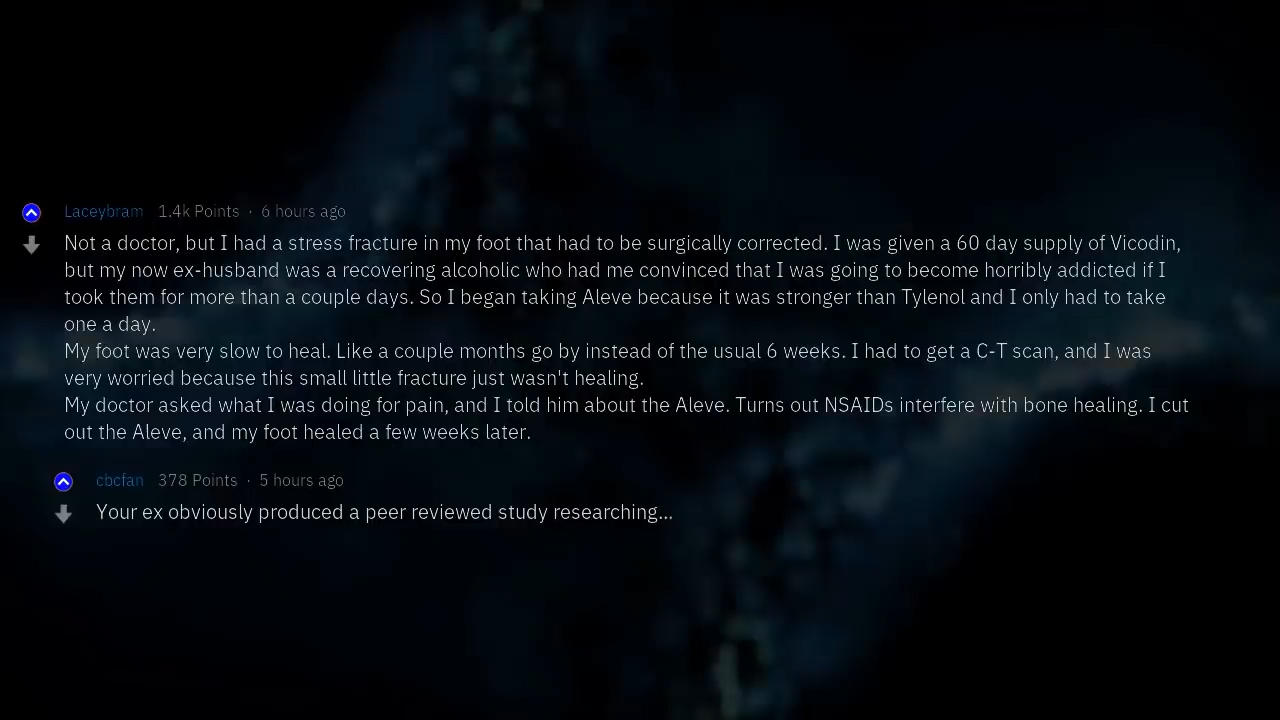 Laceybram 1.4k Points · 6 hours ago
Not a doctor, but I had a stress fracture in my foot that had to be surgically corrected. I was given a 60 day supply of Vicodin,
but my now ex-husband was a recovering alcoholic who had me convinced that I was going to become horribly addicted if I
took them for more than a couple days. So I began taking Aleve because it was stronger than Tylenol and I only had to take
one a day.
My foot was very slow to heal. Like a couple months go by instead of the usual 6 weeks. I had to get a C-T scan, and I was
very worried because this small little fracture just wasn't healing.
My doctor asked what I was doing for pain, and I told him about the Aleve. Turns out NSAIDs interfere with bone healing. I cut
out the Aleve, and my foot healed a few weeks later.
cbcfan 378 Points · 5 hours ago
Your ex obviously produced a peer reviewed study researching...